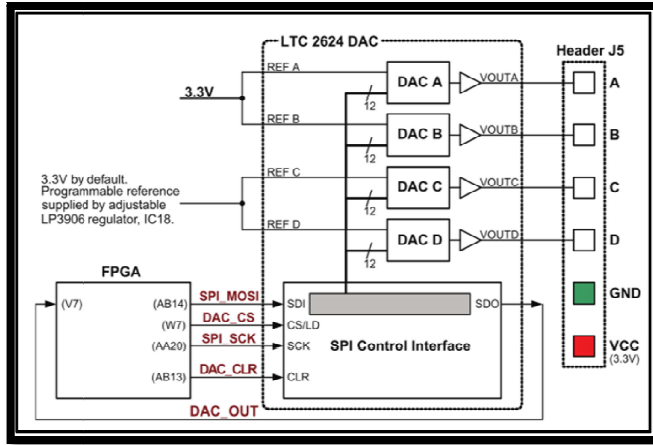 LTC 2624 DAC
Header J5
REF A
DAC A
VOUTA
A
3.3V
12
REF B
DAC B
VOUTB
B
12
3.3V by default.
Programmable reference
supplied by adjustable
LP3906 regulator, IC18.
REF C
DAC C
VOUTC
C
12
REF D
DAC D
VOUTD
D
12
FPGA
GND
(V7)
(AB14)
SPI_MOSI
SDI
SDO
(W7)
DAC_CS
CS/LD
(AA20)
SPI_SCK
SCK
SPI Control Interface
VCC
(3.3V)
(AB13)
DAC_CLR
CLR
DAC_OUT